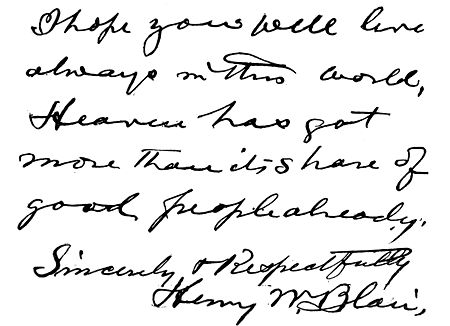 I hope you will live
always in this world,
Heaven has got
more than its share of
good people already.
Sincerely & Respectfully
Henry W. Blair,